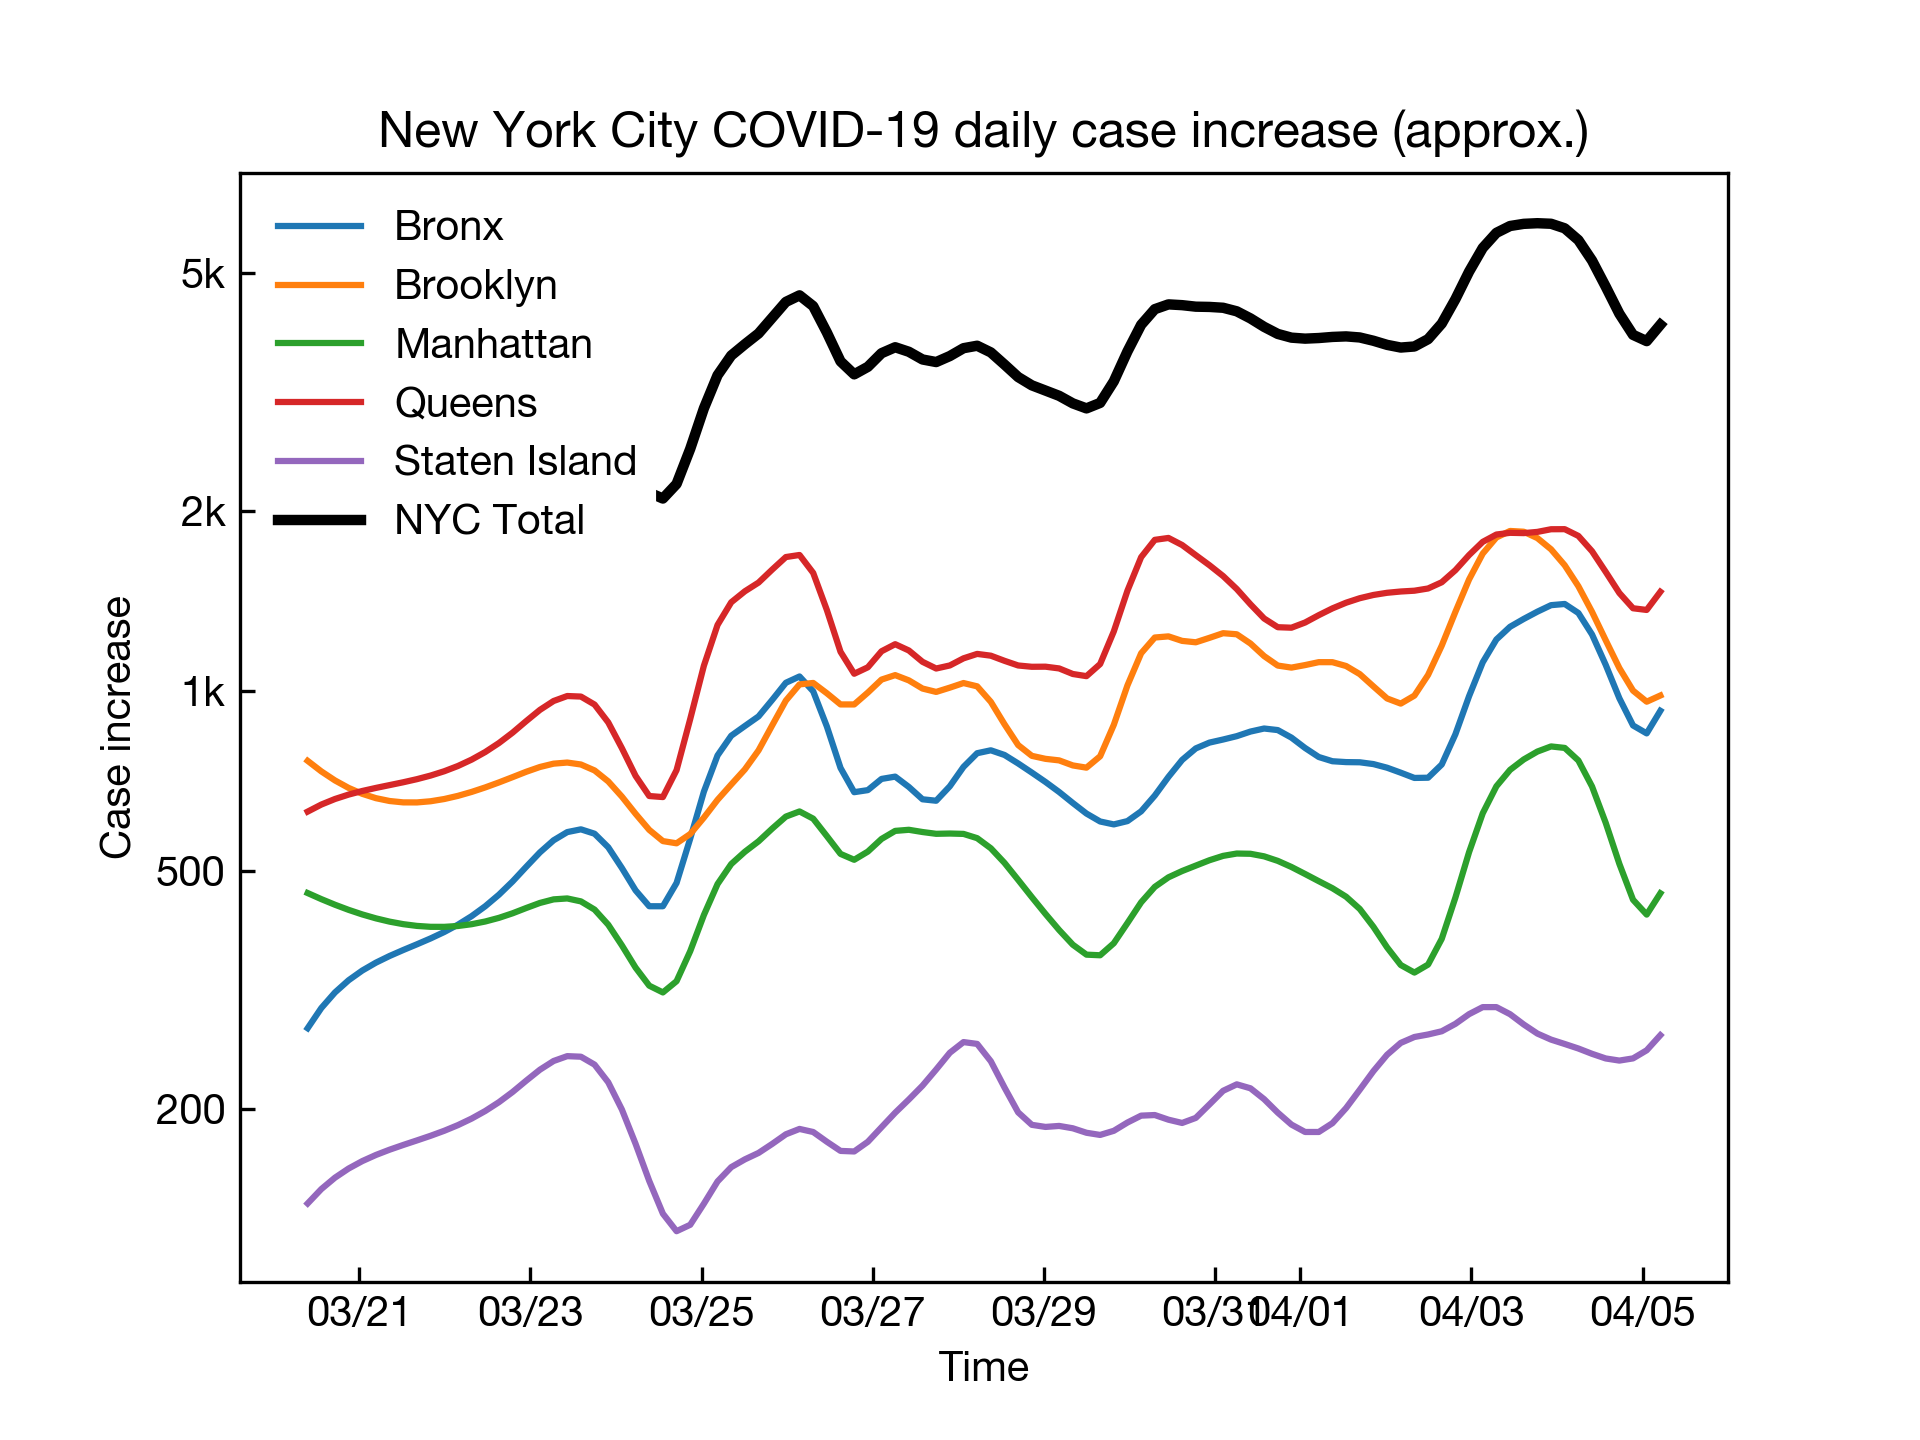 New York City COVID-19 daily case increase (approx.)
Bronx
Brooklyn
Manhattan
Queens
Staten Island
NYC Total
5k
2k
1k
500
200
Case increase
03/21 03/23 03/25 03/27 03/29 03/31 04/01 04/03 04/05
Time